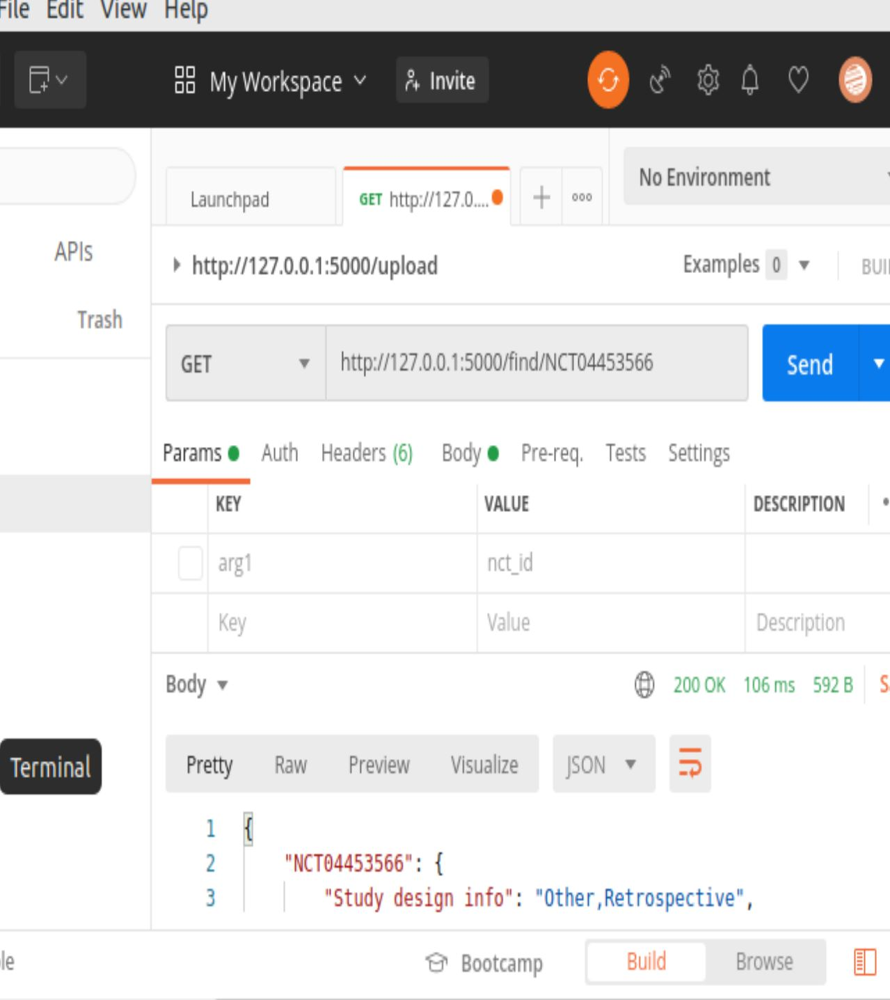 File Edit View Help
My Workspace Invite
Launchpad GET http://127.0.... No Environment
APIs
http://127.0.0.1:5000/upload Examples 0
Trash
GET http://127.0.0.1:5000/find/NCT04453566 Send
Params Auth Headers (6) Body Pre-req. Tests Settings
KEY VALUE DESCRIPTION
arg1 nct_id
Key Value Description
Body 200 OK 106 ms 592 B
Terminal
Pretty Raw Preview Visualize JSON
1 {
2 "NCT04453566": {
3 "Study design info": "Other,Retrospective",
Bootcamp Build Browse